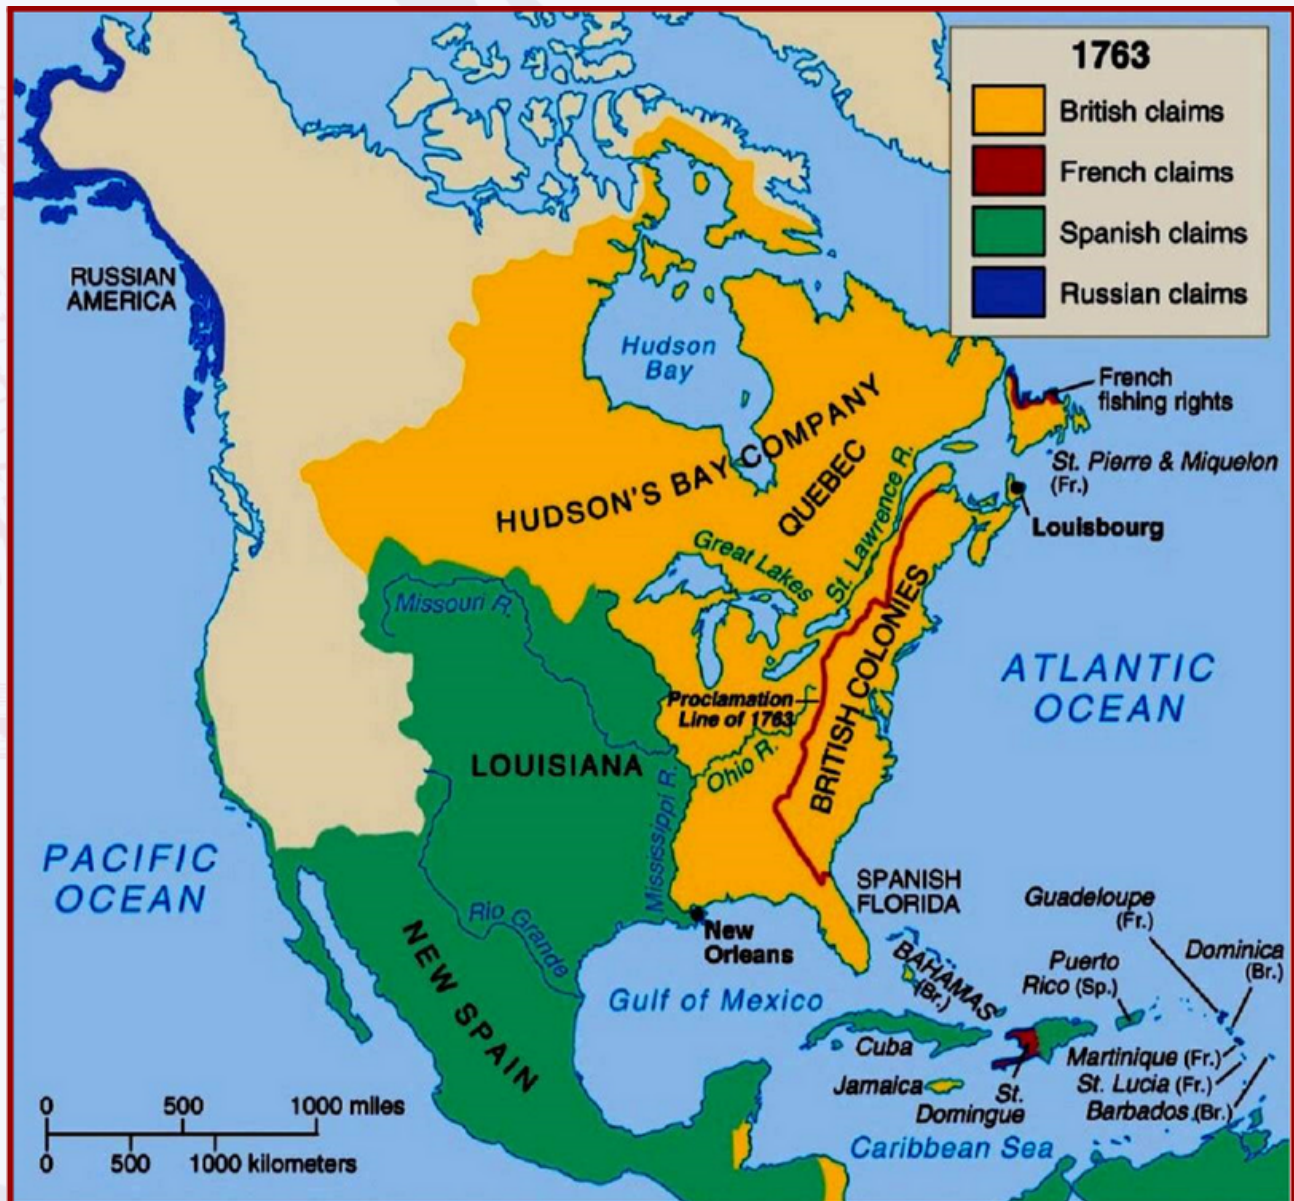 1763
British claims
French claims
Spanish claims
Russian claims
RUSSIAN
AMERICA
Hudson
Bay
French
fishing rights
HUDSON'S BAY COMPANY
QUEBEC
St. Lawrence R.
St. Pierre & Miquelon
(Fr.)
Louisbourg
Great Lakes
Missouri R.
BRITISH COLONIES
ATLANTIC
OCEAN
Proclamation
Line of 1763
Ohio R.
LOUISIANA
Mississippi R.
PACIFIC
OCEAN
SPANISH
FLORIDA
New
Orleans
Rio Grande
NEW SPAIN
Gulf of Mexico
BAHAMAS
(Br.)
Guadeloupe
(Fr.)
Dominica
(Br.)
Puerto
Rico (Sp.)
Cuba
Jamaica
St.
Domingue
Martinique (Fr.)
St. Lucia (Fr.)
Barbados (Br.)
Caribbean Sea
0 500 1000 miles
0 500 1000 kilometers